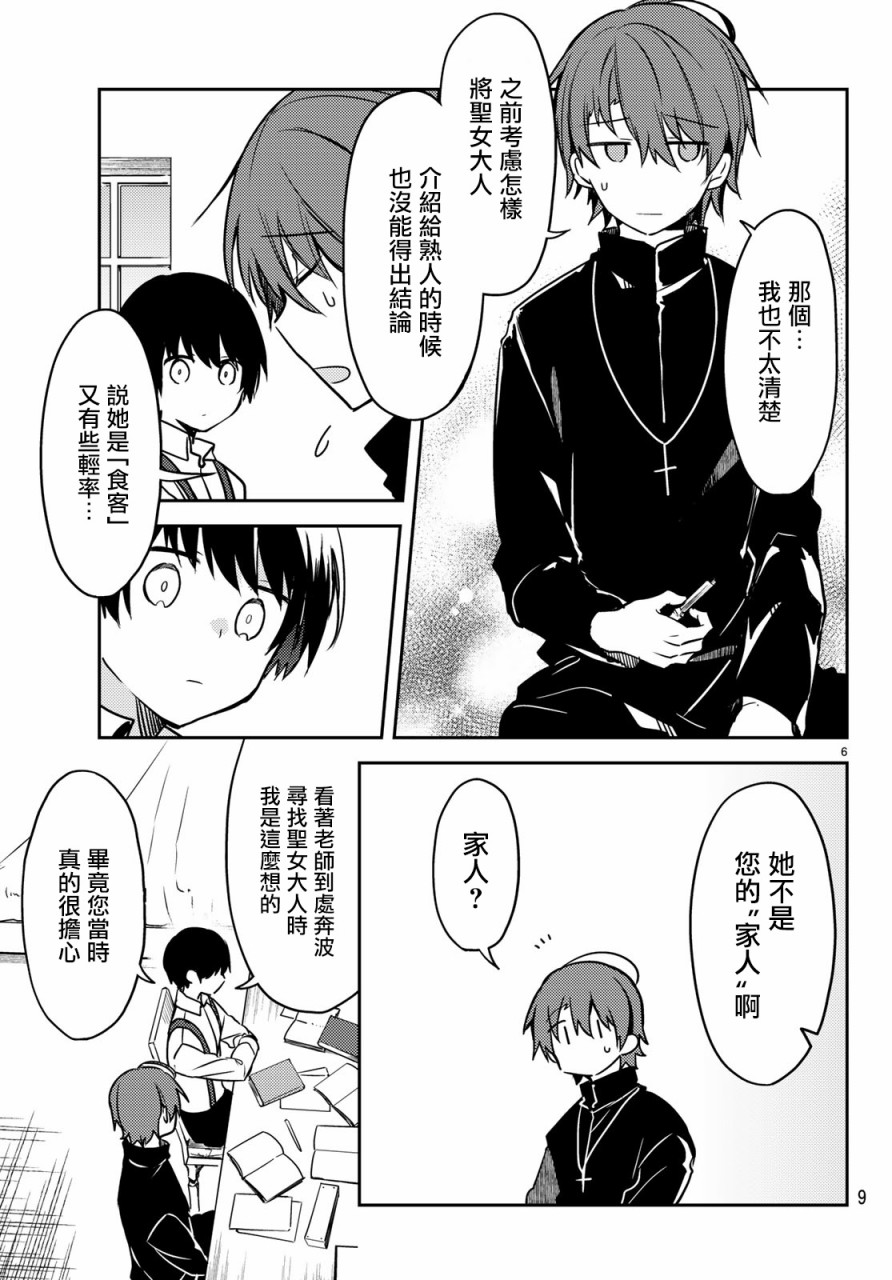 那個…
我也不太清楚
之前考慮怎樣
將聖女大人
介紹給熟人的時候
也沒能得出結論
説她是「食客」
又有些輕率…
6
她不是
您的"家人"啊
家人？
看著老師到處奔波
尋找聖女大人時
我是這麼想的
畢竟您當時
真的很擔心
9